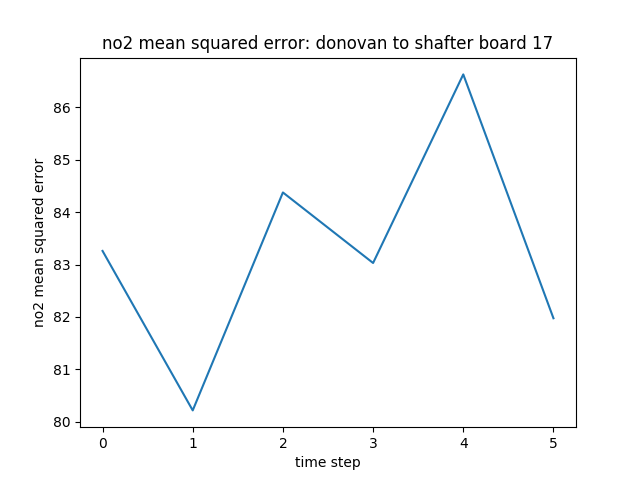 no2 mean squared error: donovan to shafter board 17
no2 mean squared error
86
85
84
83
82
81
80
0 1 2 3 4 5
time step